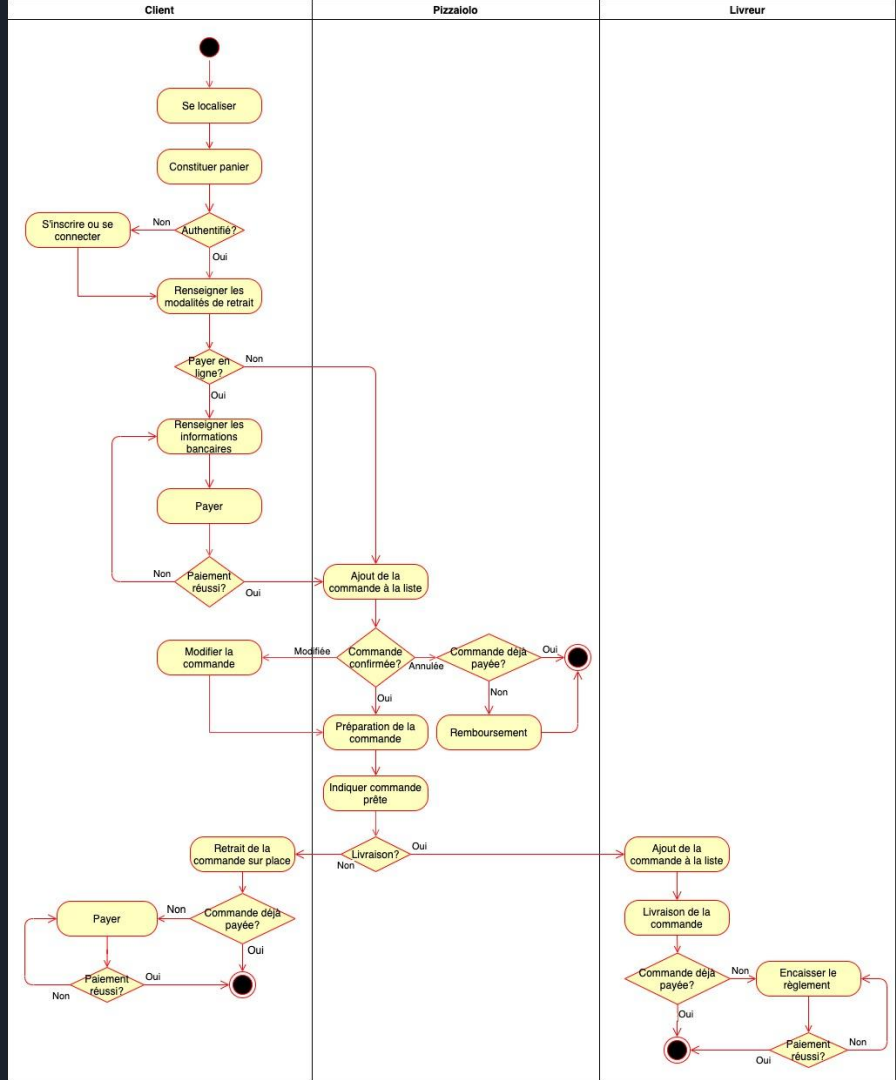 Client
Pizzaiolo
Livreur
Se localiser
Constituer panier
S'inscrire ou se
connecter
Non
Authentifié?
Oui
Renseigner les
modalités de retrait
Payer en
ligne?
Non
Oui
Renseigner les
informations
bancaires
Payer
Non
Paiement
réussi?
Oui
Ajout de la
commande à la liste
Modifier la
commande
Modifiée
Commande
confirmée?
Annulée
Commande déjà
payée?
Oui
Oui
Non
Préparation de la
commande
Remboursement
Indiquer commande
prête
Retrait de la
commande sur place
Non
Livraison?
Oui
Ajout de la
commande à la liste
Payer
Non
Commande déjà
payée?
Oui
Livraison de la
commande
Paiement
réussi?
Oui
Non
Commande déjà
payée?
Non
Encaisser le
règlement
Oui
Paiement
réussi?
Non
Oui